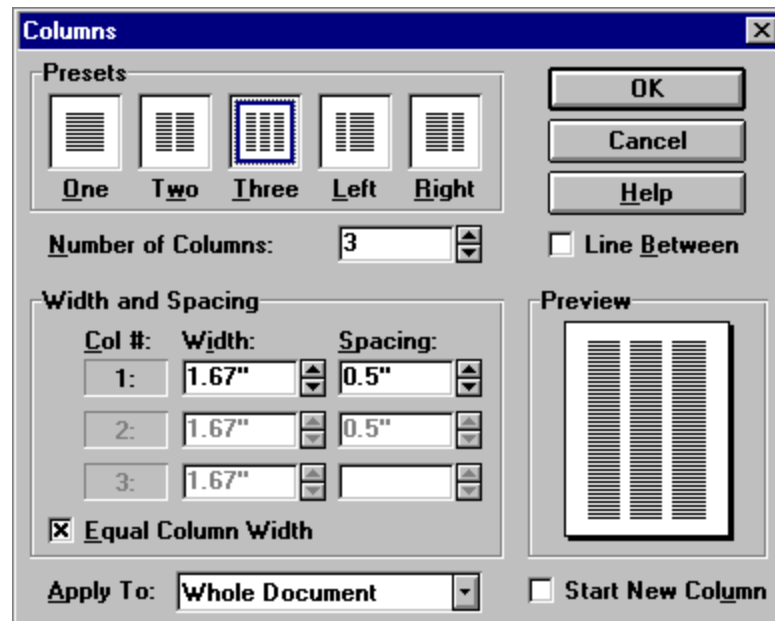 Columns
Presets
One Two Three Left Right
OK
Cancel
Help
Number of Columns: 3
Line Between
Width and Spacing
Col #: Width: Spacing:
1: 1.67" 0.5"
2: 1.67" 0.5"
3: 1.67"
Equal Column Width
Preview
Apply To: Whole Document
Start New Column